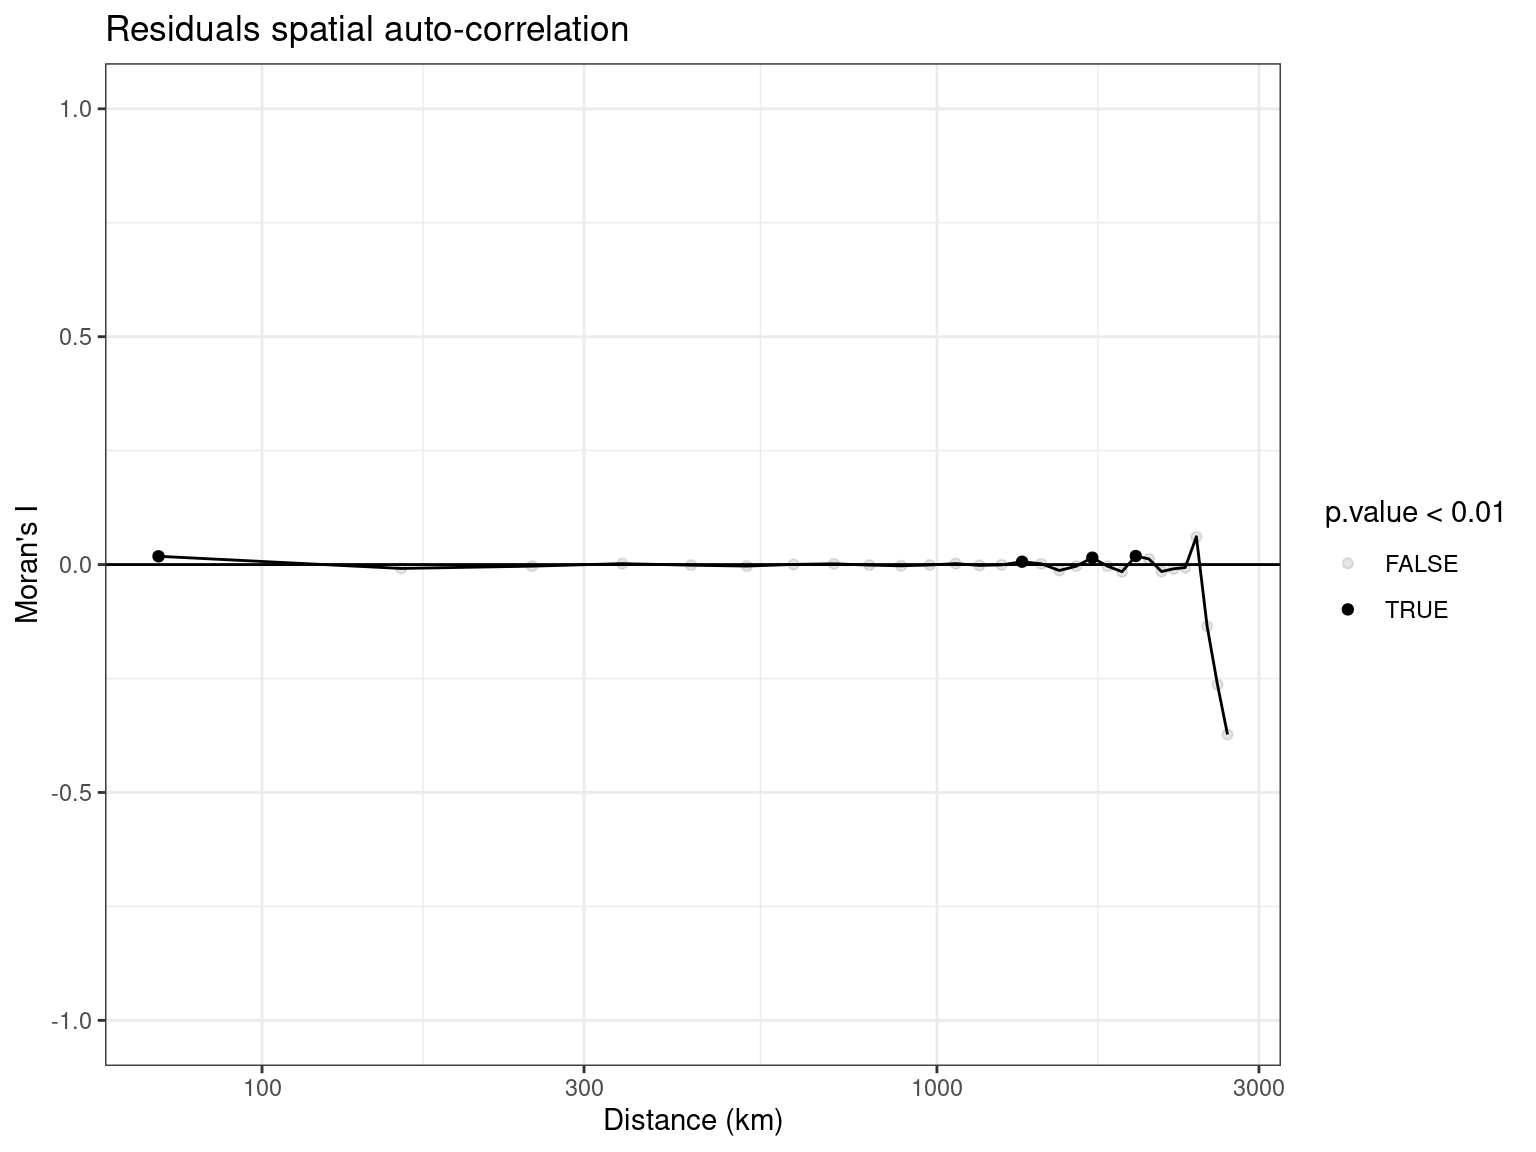 Residuals spatial auto-correlation
1.0
0.5
0.0
-0.5
-1.0
Moran's I
100
300
1000
3000
Distance (km)
p.value < 0.01
FALSE
TRUE